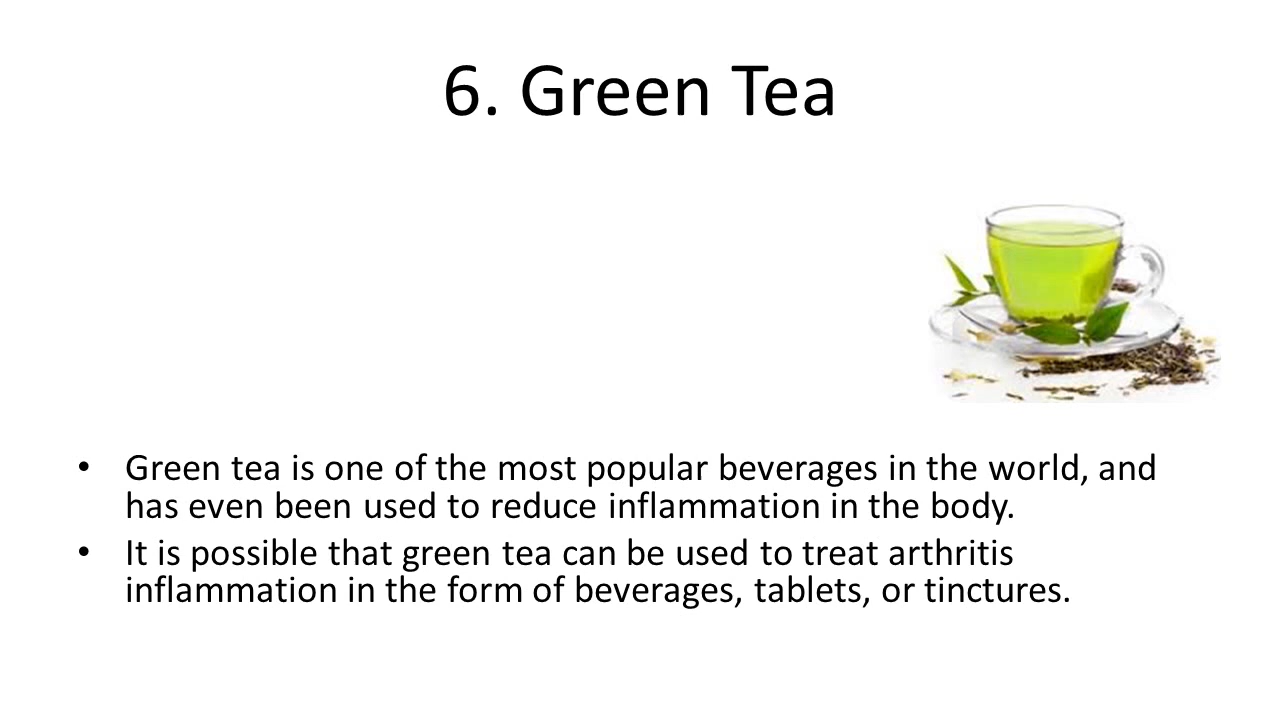 6. Green Tea
• Green tea is one of the most popular beverages in the world, and
has even been used to reduce inflammation in the body.
• It is possible that green tea can be used to treat arthritis
inflammation in the form of beverages, tablets, or tinctures.